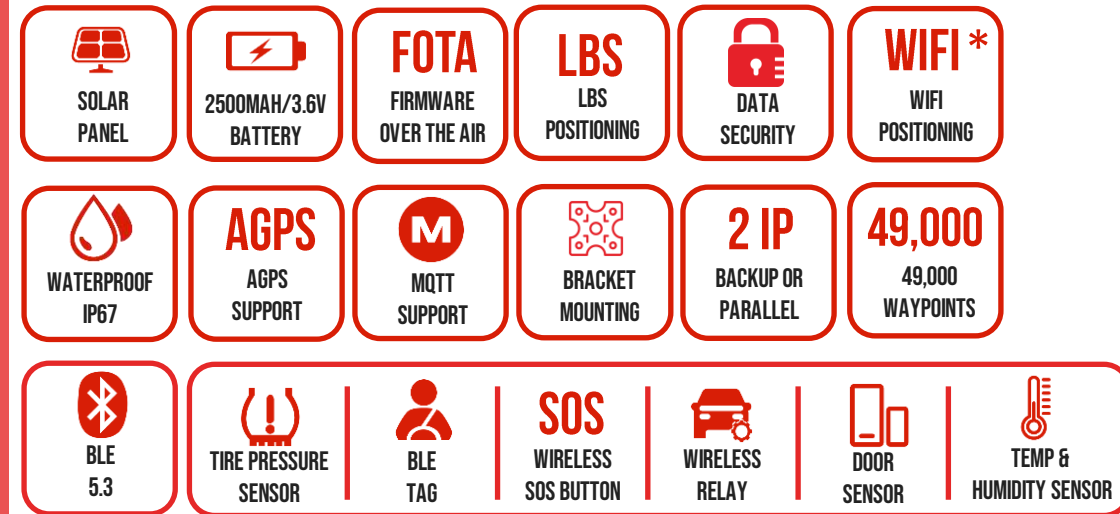 SOLAR
PANEL
2500MAH/3.6V
BATTERY
FOTA
FIRMWARE
OVER THE AIR
LBS
LBS
POSITIONING
DATA
SECURITY
WIFI *
WIFI
POSITIONING
WATERPROOF
IP67
AGPS
AGPS
SUPPORT
M
MQTT
SUPPORT
BRACKET
MOUNTING
2 IP
BACKUP OR
PARALLEL
49,000
49,000
WAYPOINTS
BLE
5.3
TIRE PRESSURE
SENSOR
BLE
TAG
SOS
WIRELESS
SOS BUTTON
WIRELESS
RELAY
DOOR
SENSOR
TEMP &
HUMIDITY SENSOR